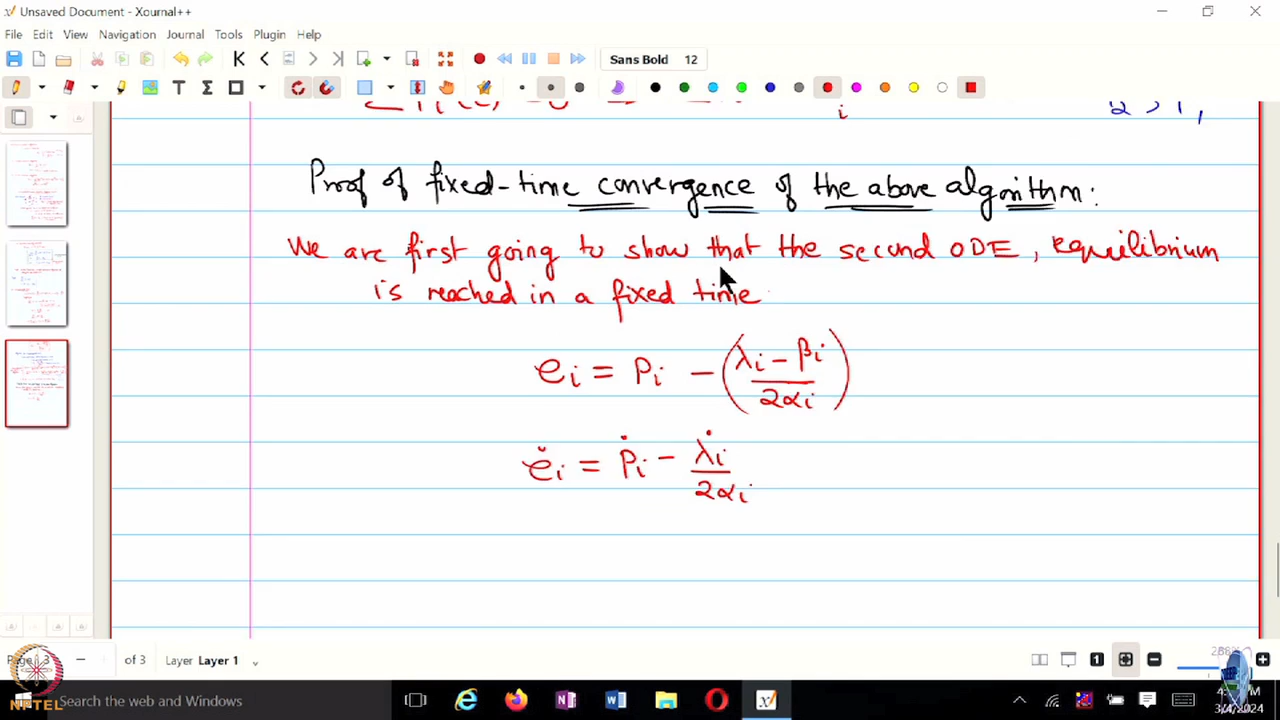 Unsaved Document - Xournal++
File Edit View Navigation Journal Tools Plugin Help
Sans Bold 12
Proof of fixed-time convergence of the above algorithm:
We are first going to show that the second ODE, equilibrium
is reached in a fixed time
eᵢ = pᵢ - (λᵢ - βᵢ / 2αᵢ)
ėᵢ = ṗᵢ - λ̇ᵢ / 2αᵢ
of 3 Layer Layer 1
NPTEL
Search the web and Windows
3/4/2024